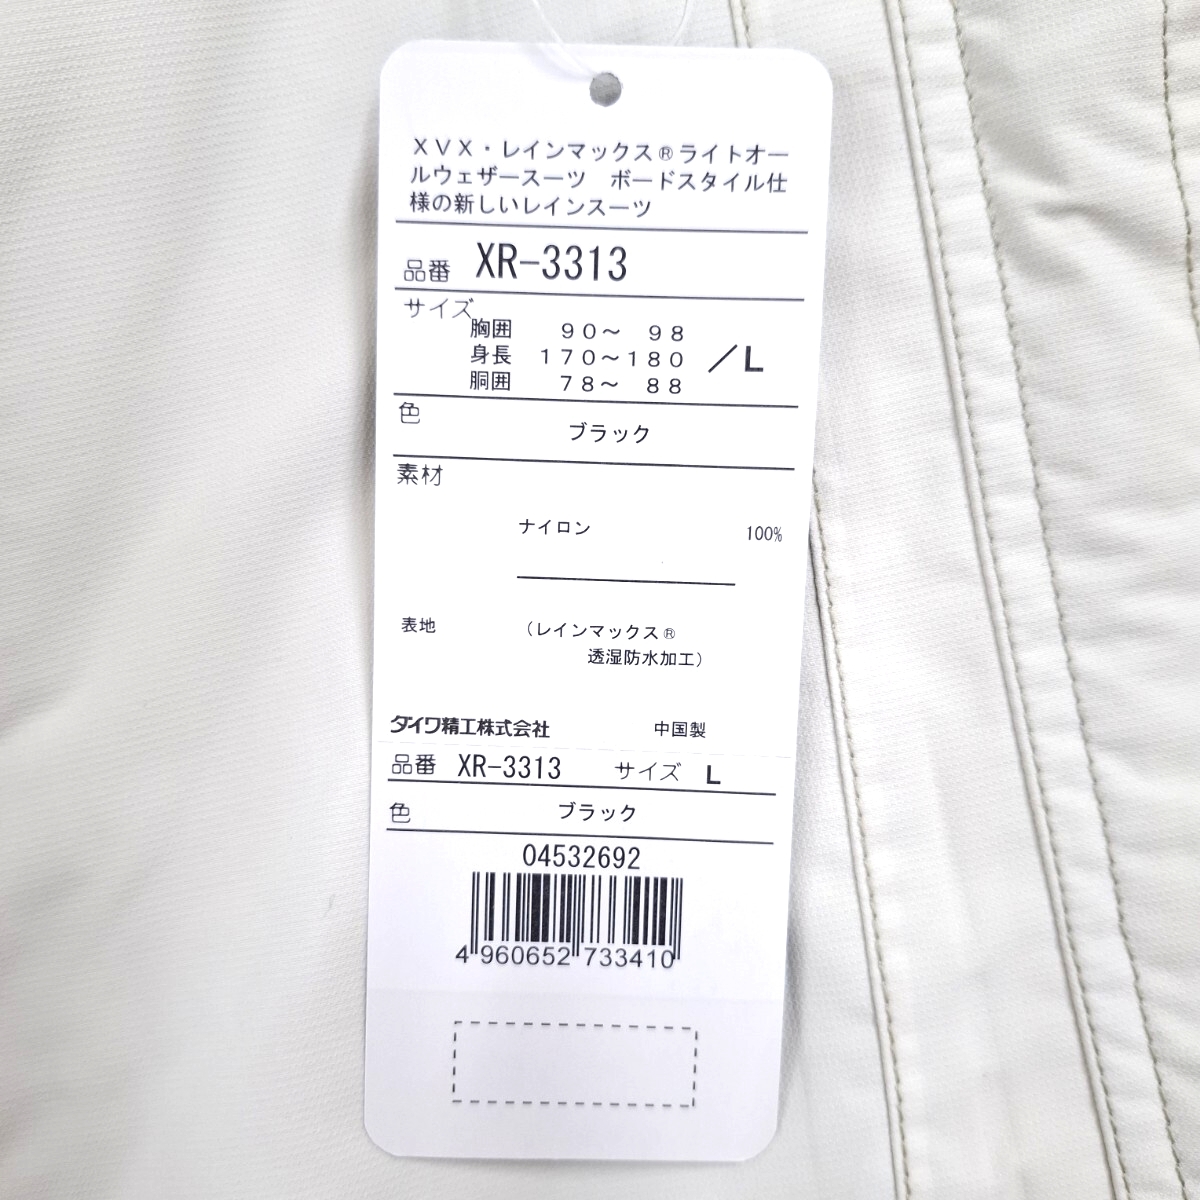 XVX・レインマックス®ライトオー
ルウェザースーツ ボードスタイル仕
様の新しいレインスーツ
品番 XR-3313
サイズ
胸囲 90～ 98
身長 170～180 ／L
胴囲 78～ 88
色
ブラック
素材
ナイロン 100%
表地 (レインマックス®
透湿防水加工)
ダイワ精工株式会社 中国製
品番 XR-3313 サイズ L
色 ブラック
04532692
4 960652 733410